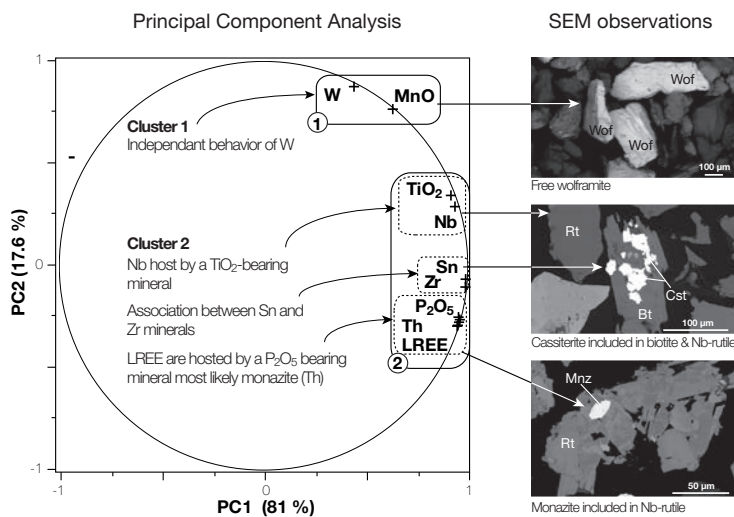 Principal Component Analysis
SEM observations
1
0
-1
PC2 (17.6 %)
-1
0
1
PC1 (81 %)
W
MnO
1
Cluster 1
Independant behavior of W
TiO₂
Nb
Cluster 2
Nb host by a TiO₂-bearing
mineral
Sn
Zr
Association between Sn and
Zr minerals
P₂O₅
Th
LREE
2
LREE are hosted by a P₂O₅ bearing
mineral most likely monazite (Th)
Wof
Wof
Wof
100 µm
Free wolframite
Rt
Cst
Bt
100 µm
Cassiterite included in biotite & Nb-rutile
Mnz
Rt
50 µm
Monazite included in Nb-rutile